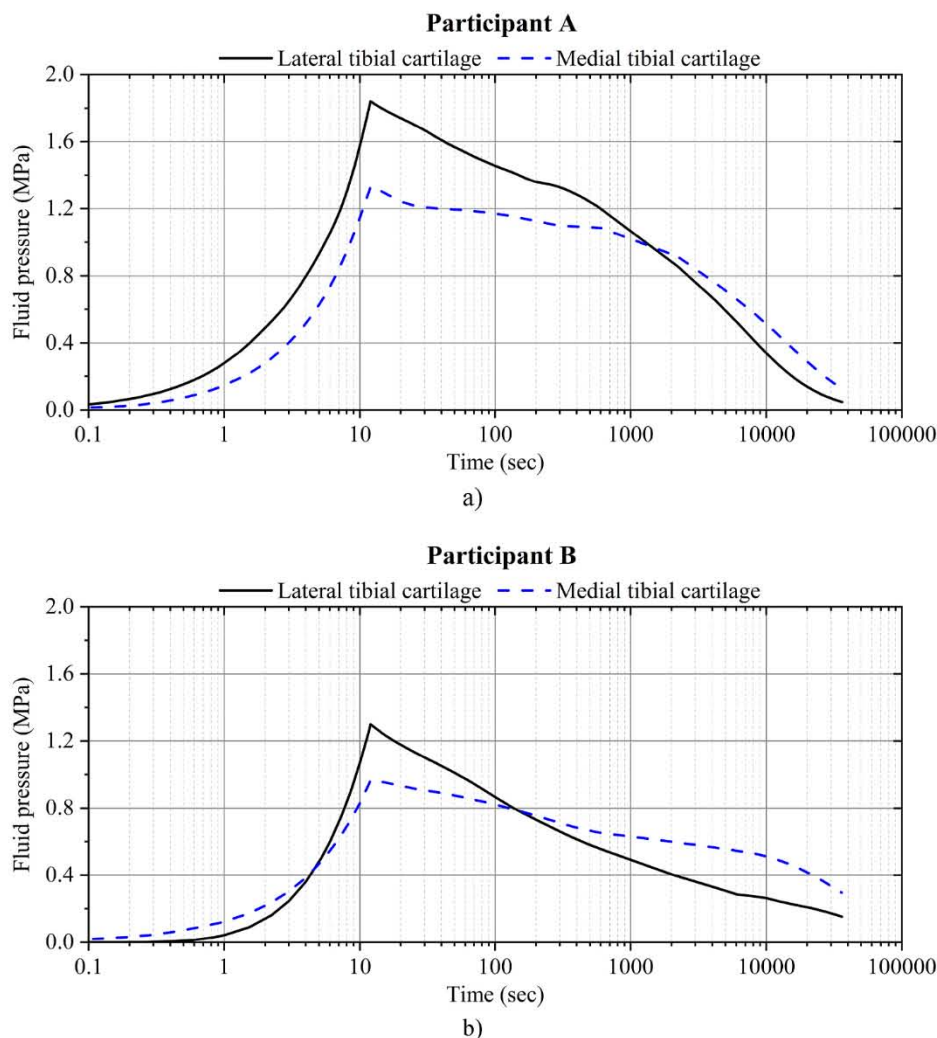 Participant A
Lateral tibial cartilage Medial tibial cartilage
2.0
1.6
1.2
0.8
0.4
0.0
Fluid pressure (MPa)
0.1 1 10 100 1000 10000 100000
Time (sec)
a)
Participant B
Lateral tibial cartilage Medial tibial cartilage
2.0
1.6
1.2
0.8
0.4
0.0
Fluid pressure (MPa)
0.1 1 10 100 1000 10000 100000
Time (sec)
b)